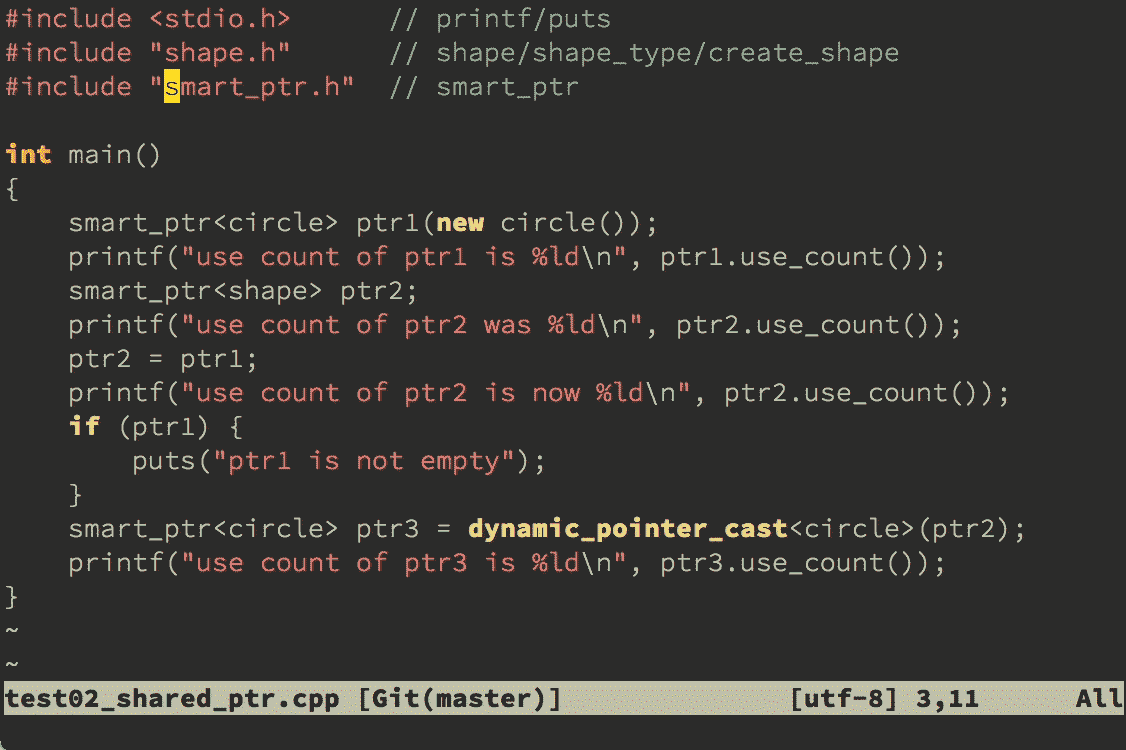 #include <stdio.h>      // printf/puts
#include "shape.h"      // shape/shape_type/create_shape
#include "smart_ptr.h"  // smart_ptr

int main()
{
    smart_ptr<circle> ptr1(new circle());
    printf("use count of ptr1 is %ld\n", ptr1.use_count());
    smart_ptr<shape> ptr2;
    printf("use count of ptr2 was %ld\n", ptr2.use_count());
    ptr2 = ptr1;
    printf("use count of ptr2 is now %ld\n", ptr2.use_count());
    if (ptr1) {
        puts("ptr1 is not empty");
    }
    smart_ptr<circle> ptr3 = dynamic_pointer_cast<circle>(ptr2);
    printf("use count of ptr3 is %ld\n", ptr3.use_count());
}
~
~
test02_shared_ptr.cpp [Git(master)]               [utf-8] 3,11      All